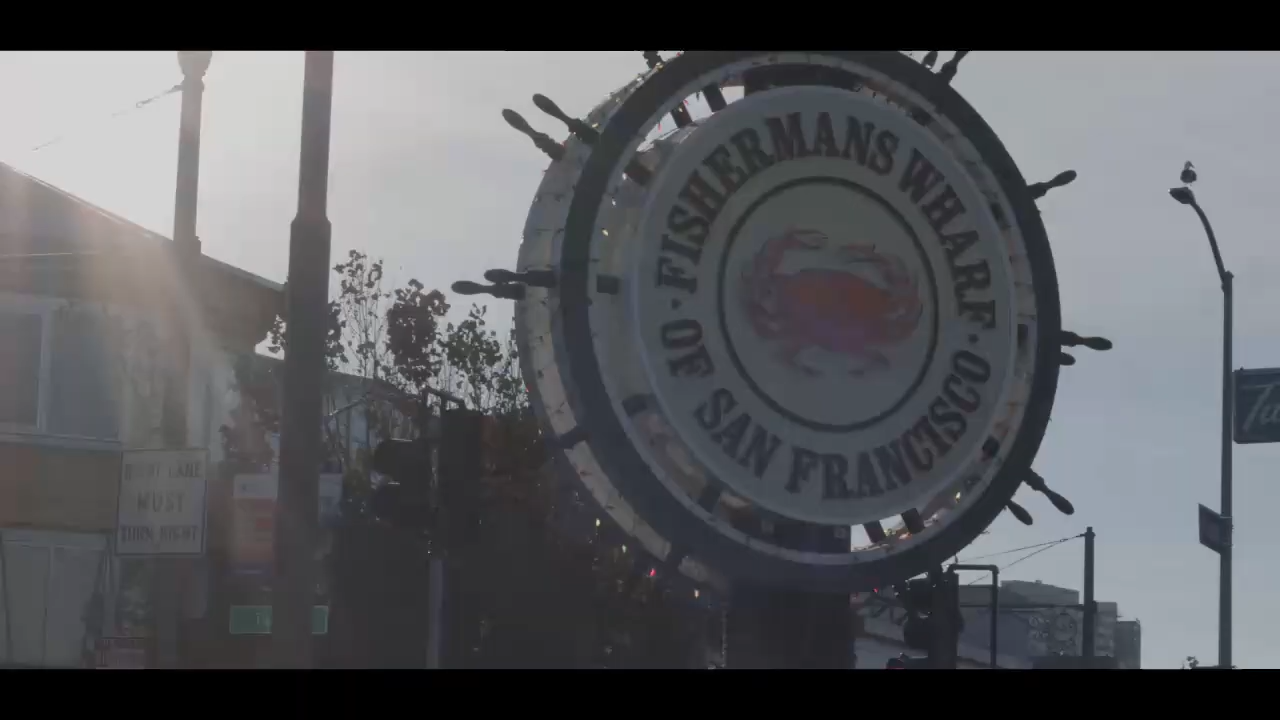 FISHERMANS WHARF
OF SAN FRANCISCO
RIGHT LANE
MUST
TURN RIGHT